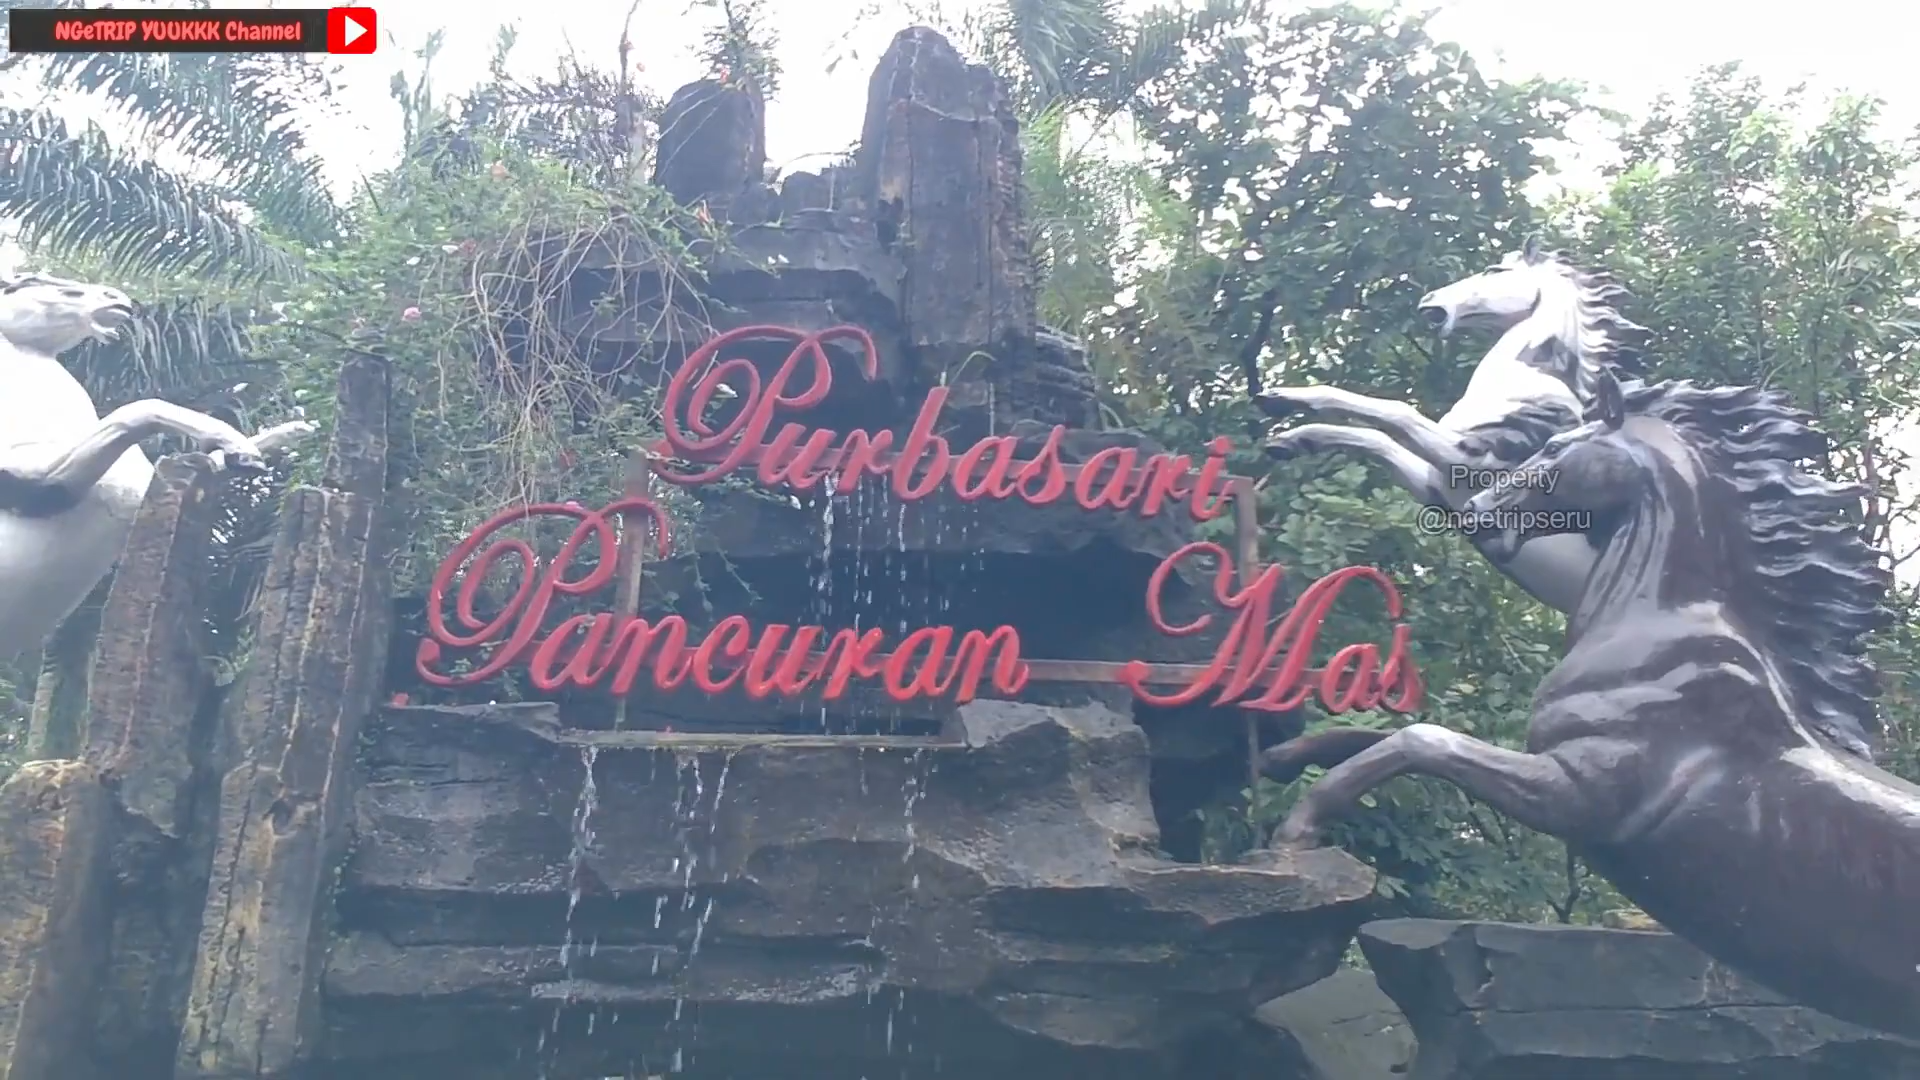 NGeTRIP YUUKKK Channel
Purbasari
Pancuran Mas
Property
@ngetripseru